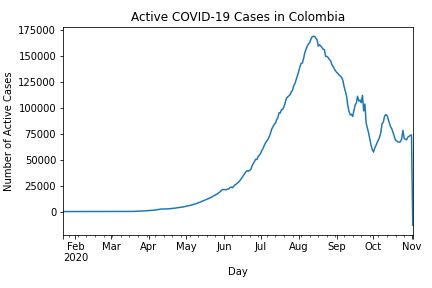 Active COVID-19 Cases in Colombia
175000
150000
125000
100000
75000
50000
25000
0
Number of Active Cases
Feb Mar Apr May Jun Jul Aug Sep Oct Nov
2020
Day